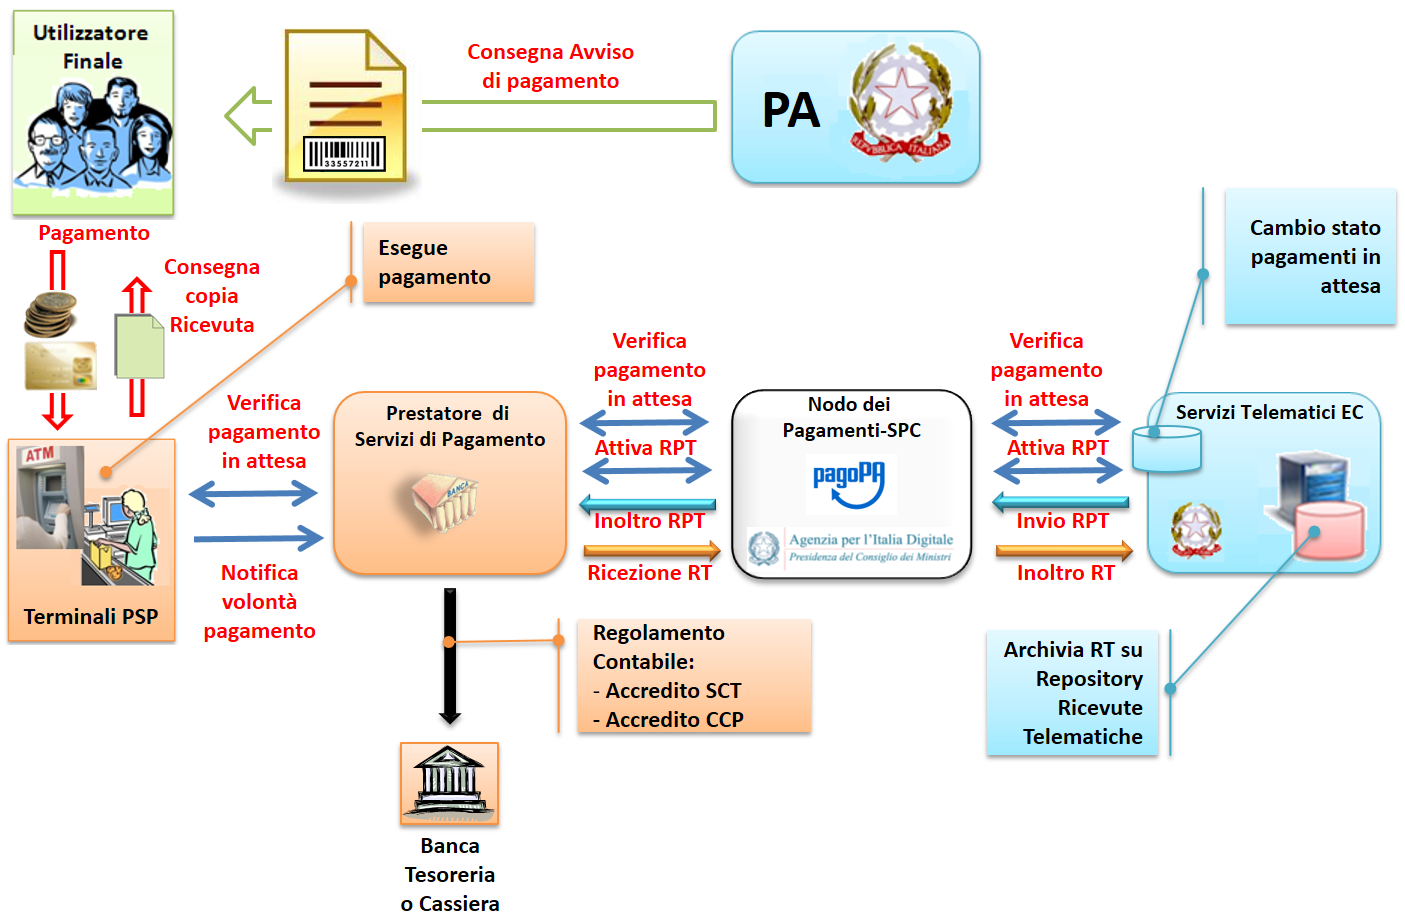 Utilizzatore
Finale
33557211
Consegna Avviso
di pagamento
PA
REPVBBLICA ITALIANA
Pagamento
Consegna
copia
Ricevuta
Esegue
pagamento
Cambio stato
pagamenti in
attesa
ATM
Terminali PSP
Verifica
pagamento
in attesa
Notifica
volontà
pagamento
Prestatore di
Servizi di Pagamento
BANCA
Verifica
pagamento
in attesa
Attiva RPT
Inoltro RPT
Ricezione RT
Nodo dei
Pagamenti-SPC
pagoPA
Agenzia per l'Italia Digitale
Presidenza del Consiglio dei Ministri
Verifica
pagamento
in attesa
Attiva RPT
Invio RPT
Inoltro RT
Servizi Telematici EC
Regolamento
Contabile:
- Accredito SCT
- Accredito CCP
Archivia RT su
Repository
Ricevute
Telematiche
Banca
Tesoreria
o Cassiera